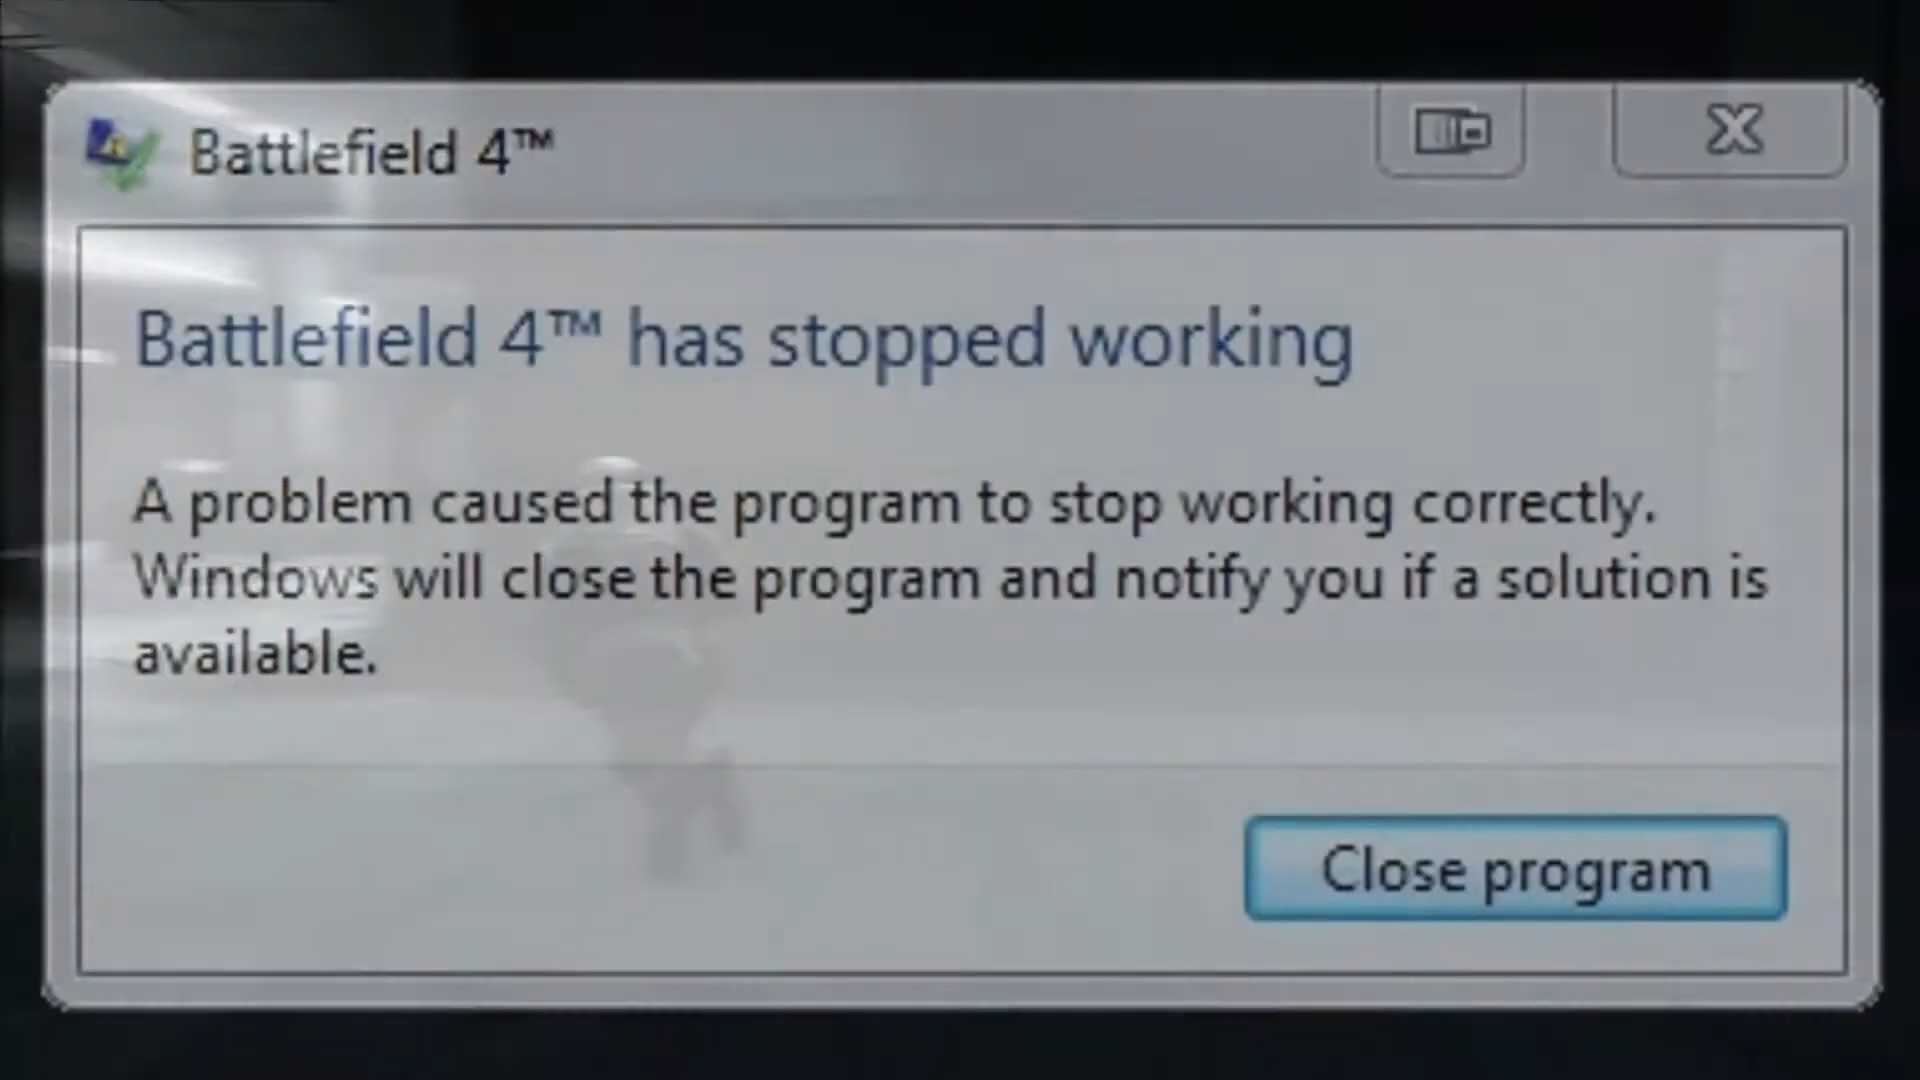 Battlefield 4™
Battlefield 4™ has stopped working
A problem caused the program to stop working correctly.
Windows will close the program and notify you if a solution is
available.
Close program